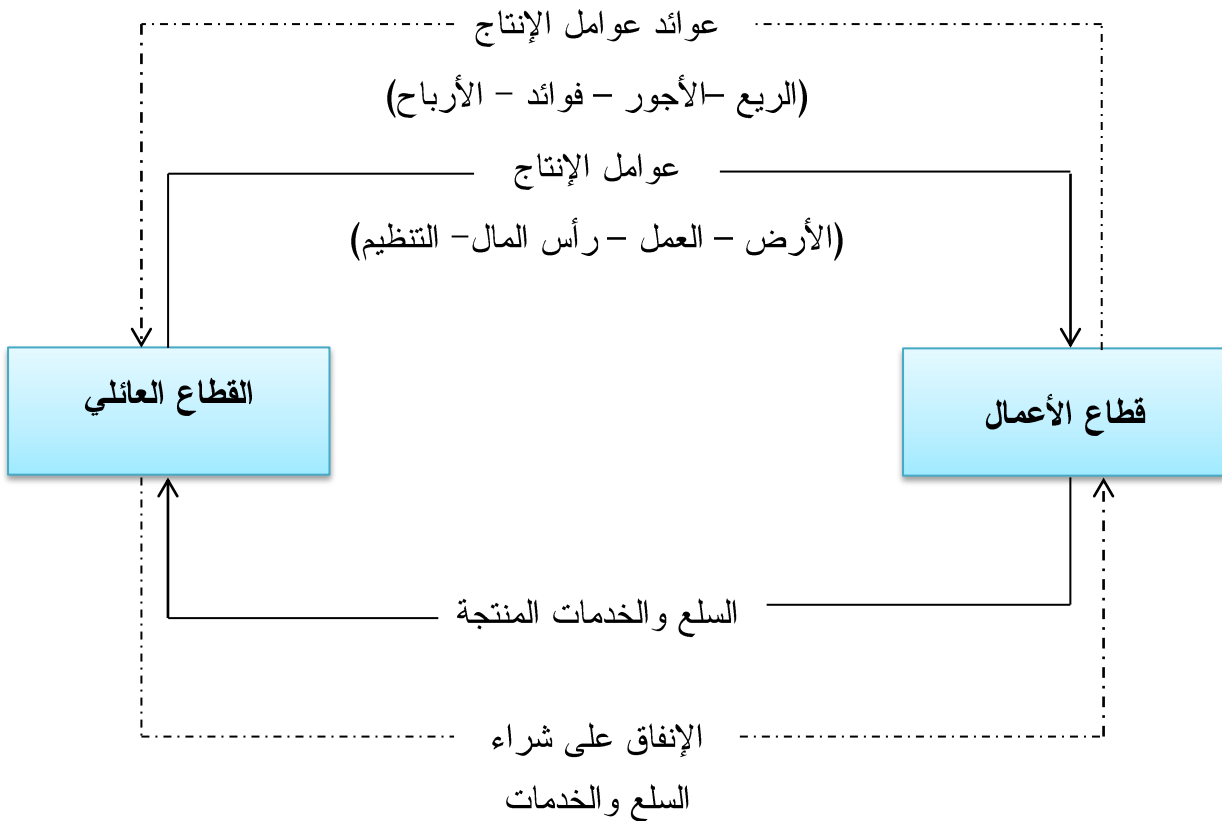 عوائد عوامل الإنتاج
(الريع –الأجور – فوائد – الأرباح)
عوامل الإنتاج
(الأرض – العمل – رأس المال– التنظيم)
قطاع الأعمال
القطاع العائلي
السلع والخدمات المنتجة
الإنفاق على شراء
السلع والخدمات